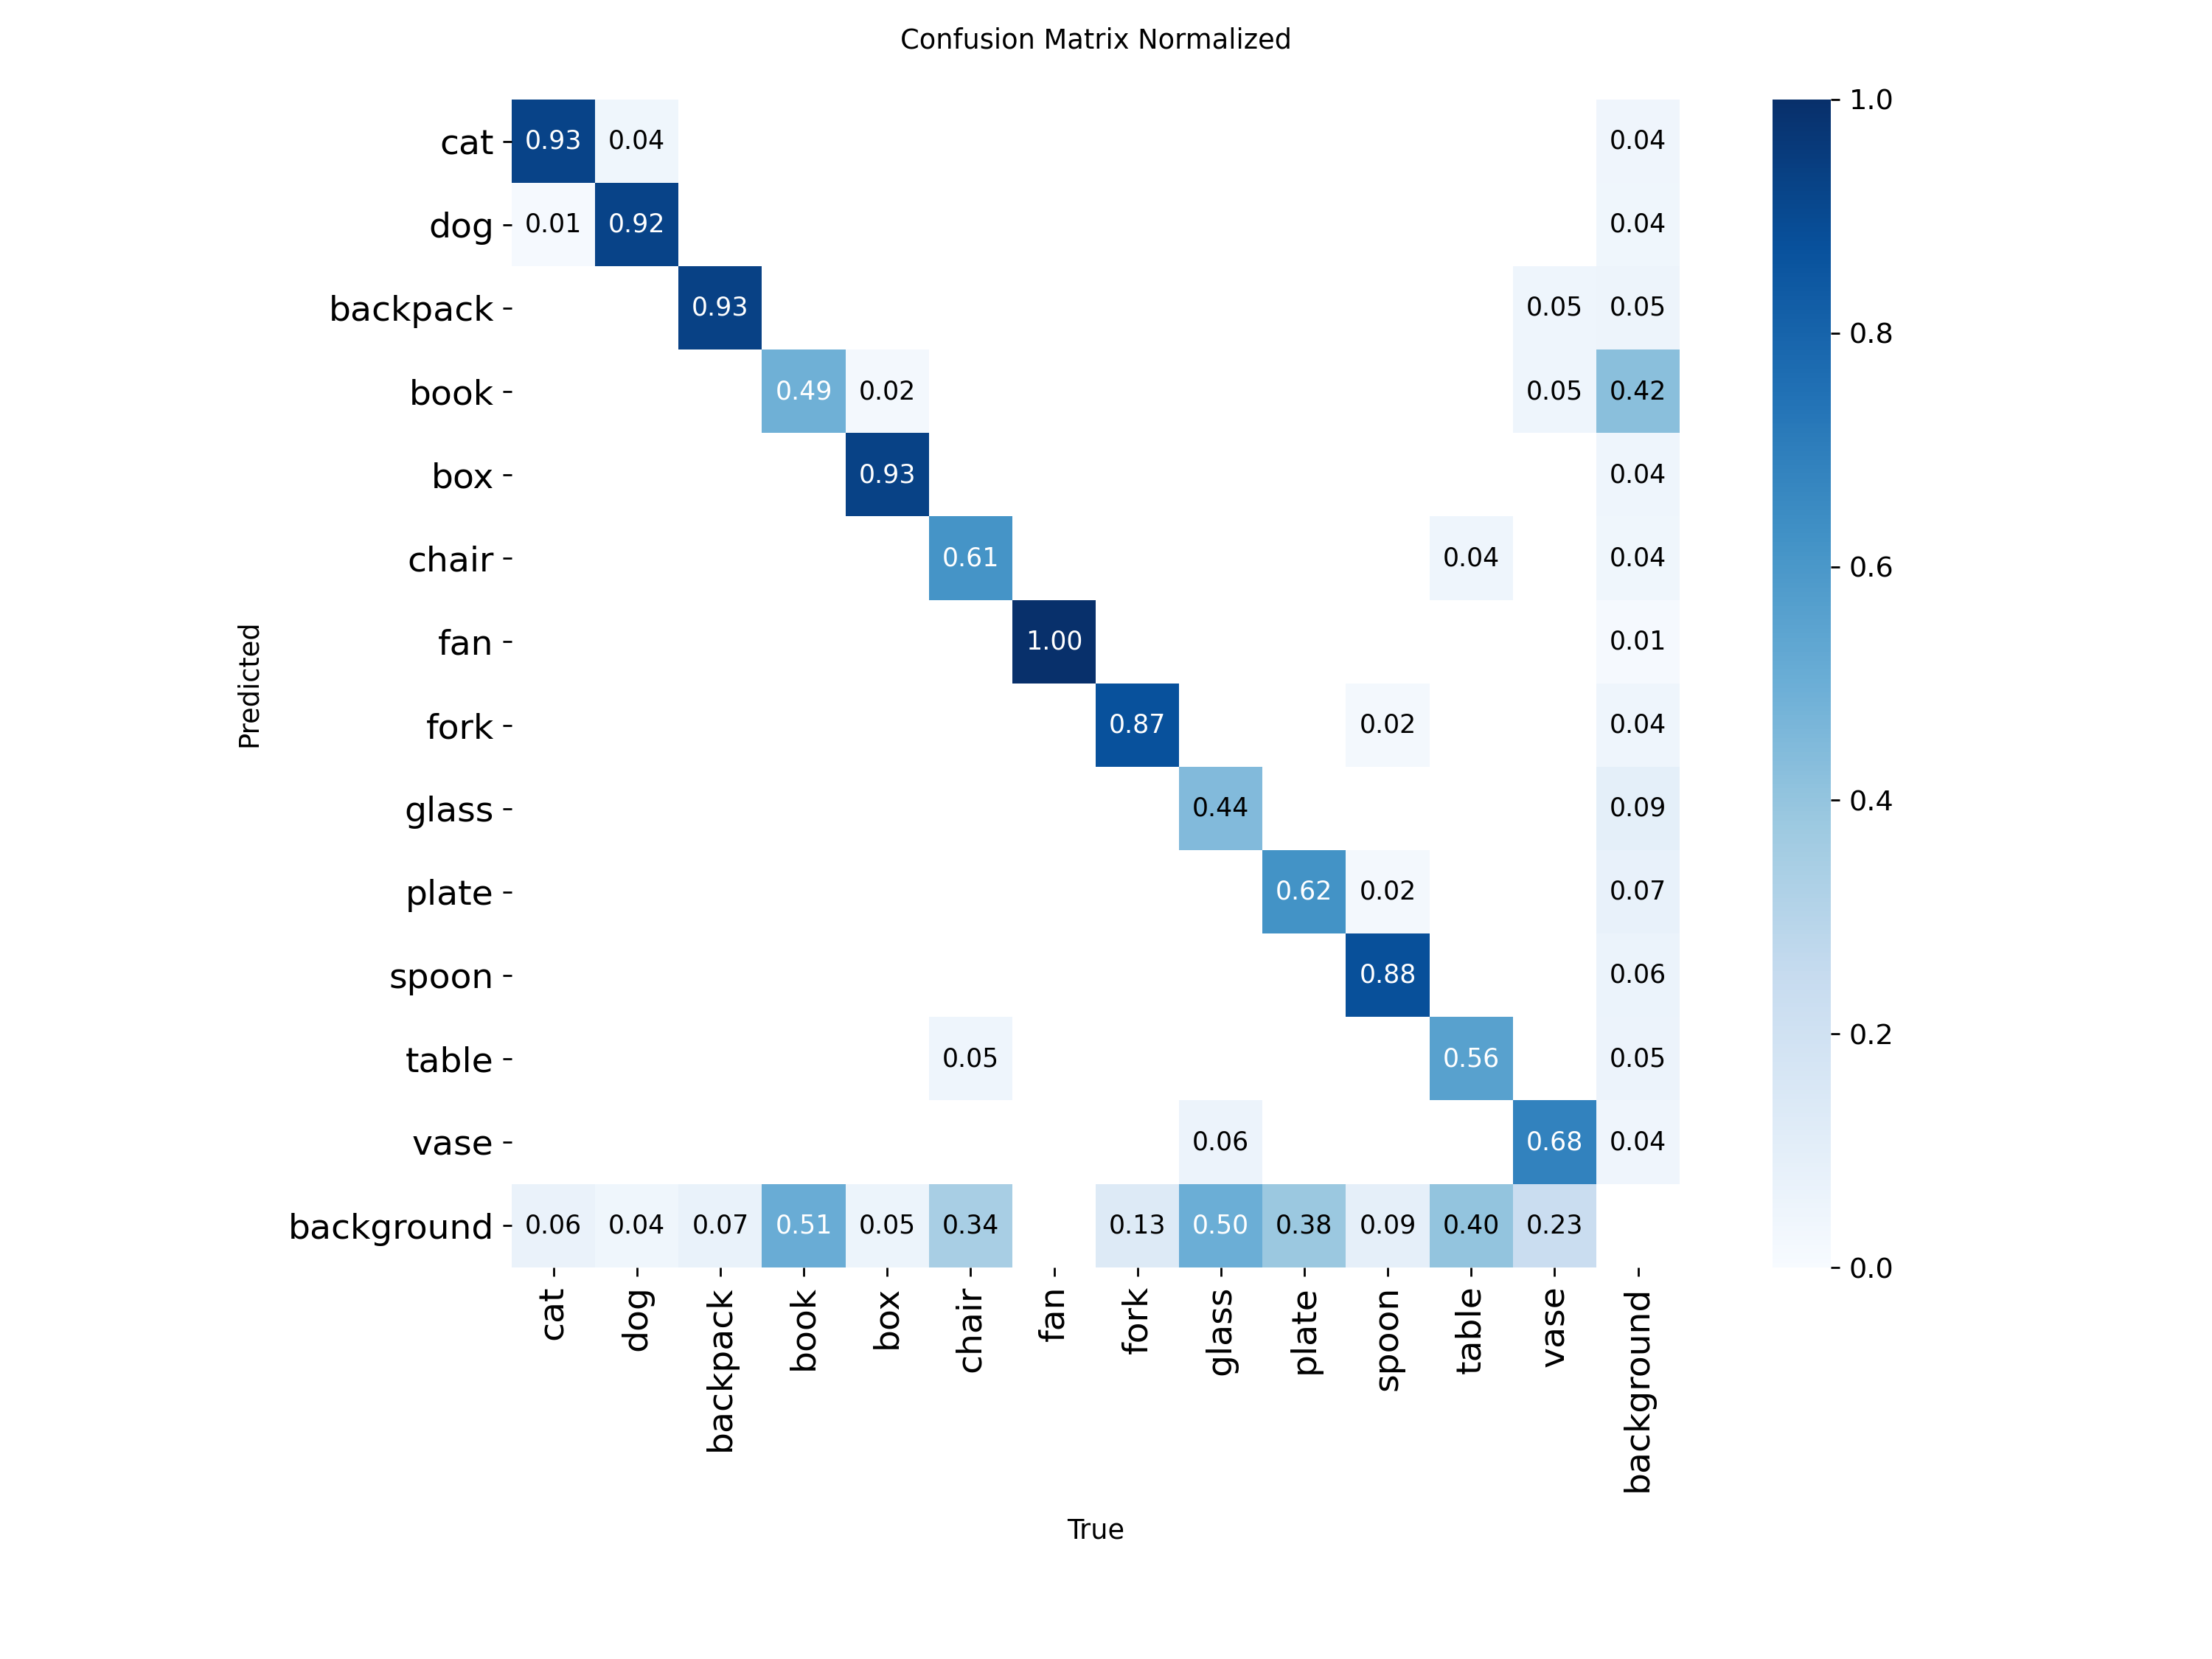 Confusion Matrix Normalized
cat 0.93 0.04 0.04
dog 0.01 0.92 0.04
backpack 0.93 0.05 0.05
book 0.49 0.02 0.05 0.42
box 0.93 0.04
chair 0.61 0.04 0.04
fan 1.00 0.01
fork 0.87 0.02 0.04
glass 0.44 0.09
plate 0.62 0.02 0.07
spoon 0.88 0.06
table 0.05 0.56 0.05
vase 0.06 0.68 0.04
background 0.06 0.04 0.07 0.51 0.05 0.34 0.13 0.50 0.38 0.09 0.40 0.23
cat dog backpack book box chair fan fork glass plate spoon table vase background
True
Predicted
1.0
0.8
0.6
0.4
0.2
0.0